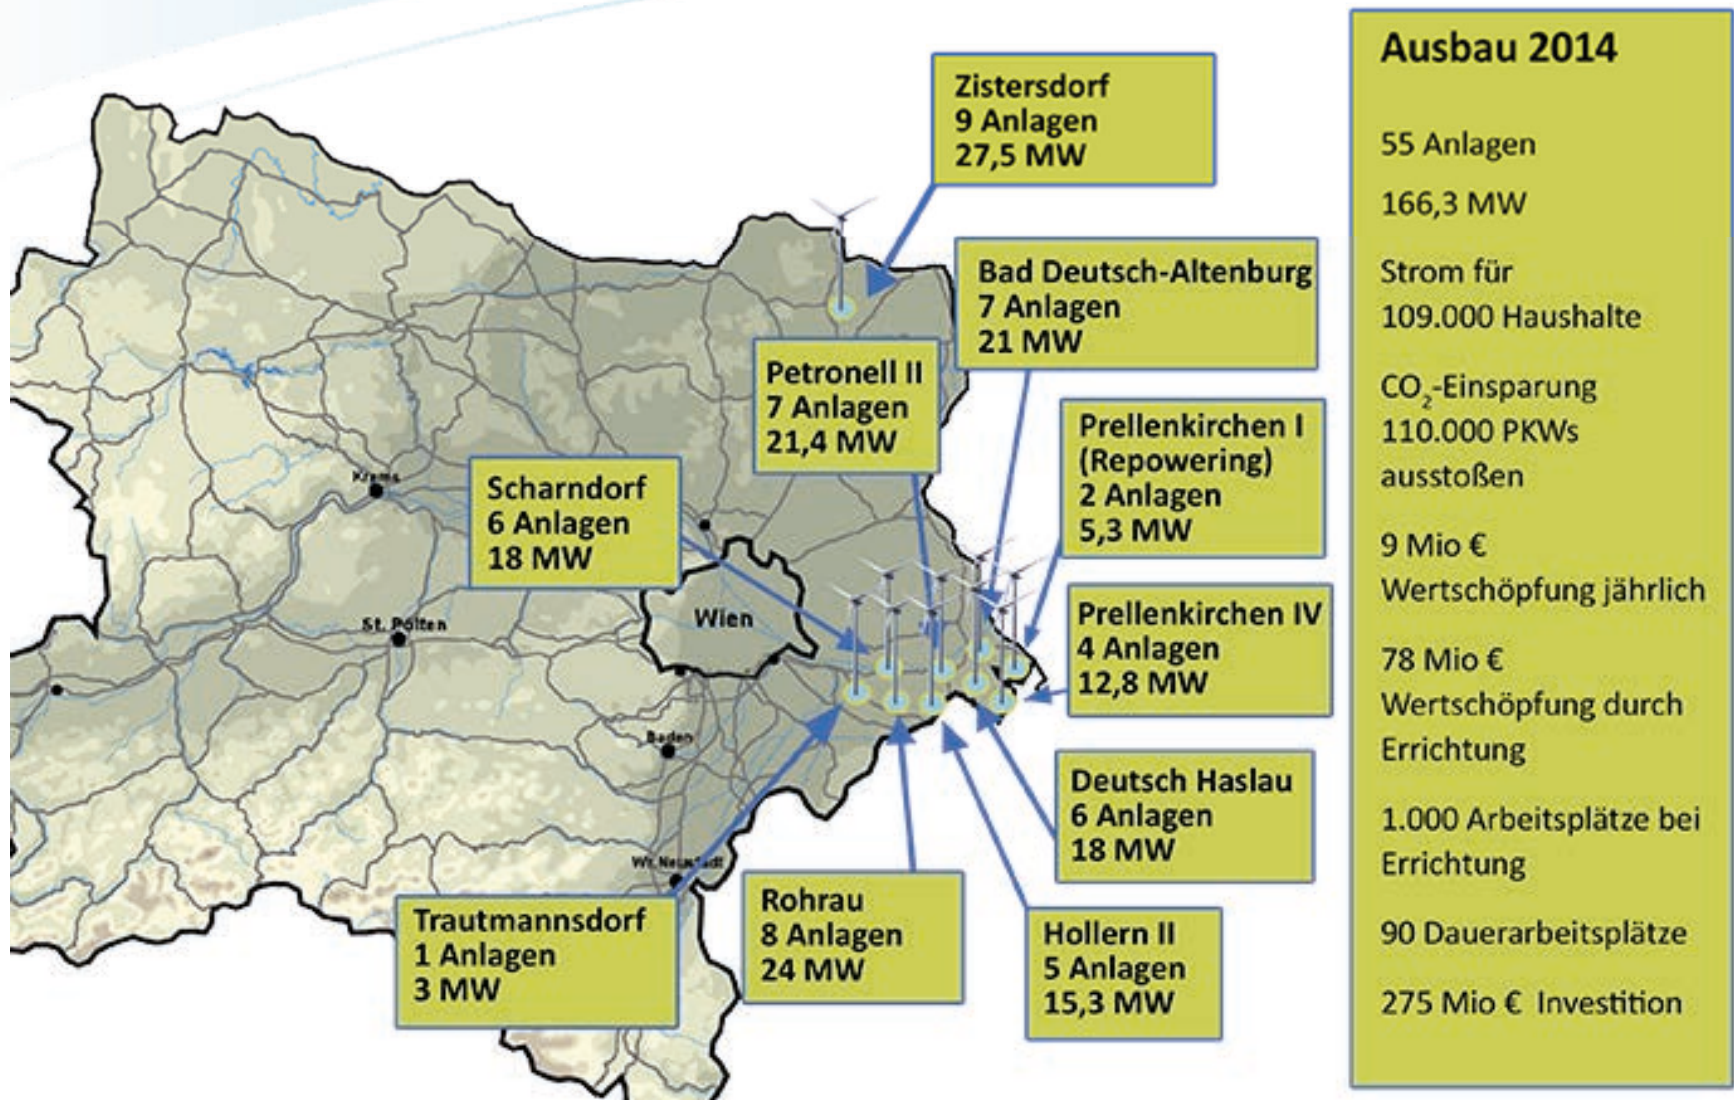 Zistersdorf
9 Anlagen
27,5 MW
Bad Deutsch-Altenburg
7 Anlagen
21 MW
Petronell II
7 Anlagen
21,4 MW
Prellenkirchen I
(Repowering)
2 Anlagen
5,3 MW
Scharndorf
6 Anlagen
18 MW
Prellenkirchen IV
4 Anlagen
12,8 MW
Deutsch Haslau
6 Anlagen
18 MW
Trautmannsdorf
1 Anlagen
3 MW
Rohrau
8 Anlagen
24 MW
Hollern II
5 Anlagen
15,3 MW
Krems
St. Pölten
Wien
Baden
Wr. Neustadt
Ausbau 2014
55 Anlagen
166,3 MW
Strom für
109.000 Haushalte
CO₂-Einsparung
110.000 PKWs
ausstoßen
9 Mio €
Wertschöpfung jährlich
78 Mio €
Wertschöpfung durch
Errichtung
1.000 Arbeitsplätze bei
Errichtung
90 Dauerarbeitsplätze
275 Mio € Investition